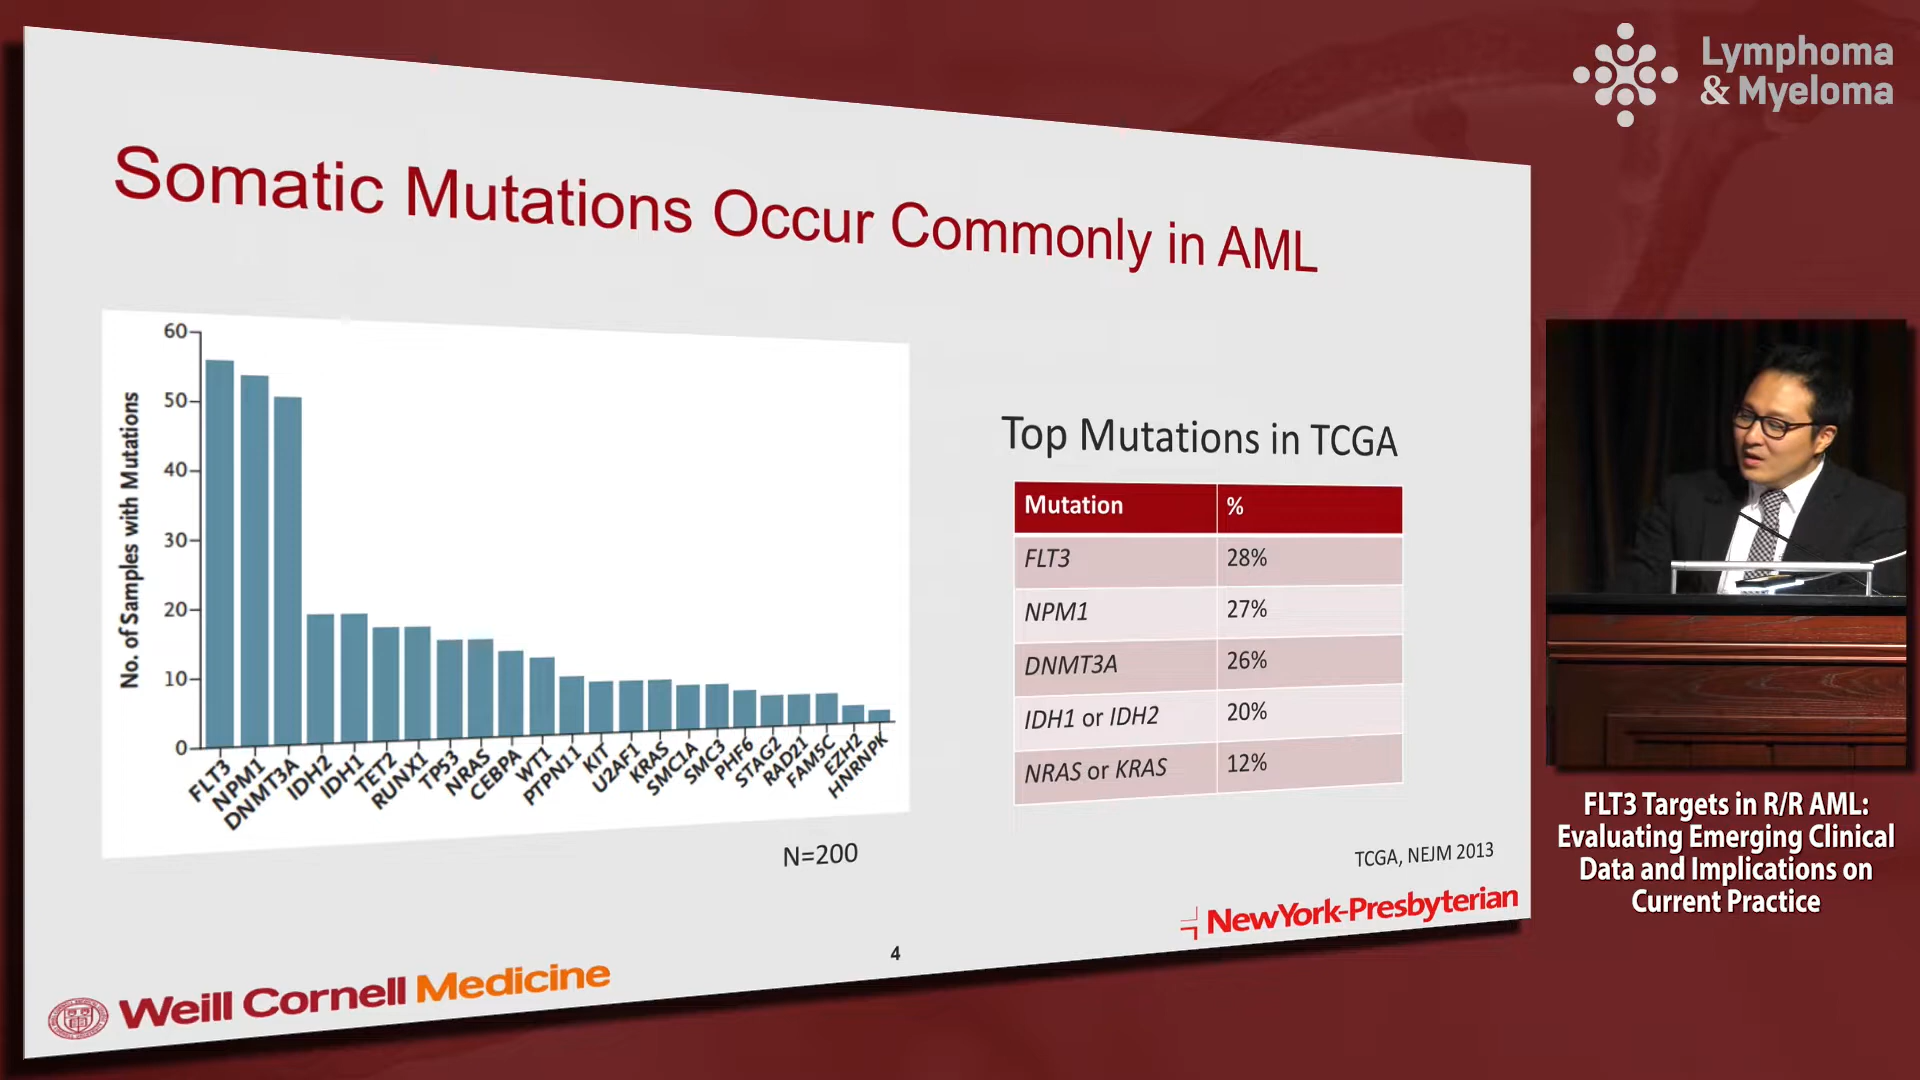 Lymphoma
& Myeloma
Somatic Mutations Occur Commonly in AML
No. of Samples with Mutations
60
50
40
30
20
10
0
FLT3
NPM1
DNMT3A
IDH2
IDH1
TET2
RUNX1
TP53
NRAS
CEBPA
WT1
PTPN11
KIT
U2AF1
KRAS
SMC1A
SMC3
PHF6
STAG2
RAD21
FAM5C
EZH2
HNRNPK
N=200
Top Mutations in TCGA
Mutation %
FLT3 28%
NPM1 27%
DNMT3A 26%
IDH1 or IDH2 20%
NRAS or KRAS 12%
TCGA, NEJM 2013
NewYork-Presbyterian
4
Weill Cornell Medicine
FLT3 Targets in R/R AML:
Evaluating Emerging Clinical
Data and Implications on
Current Practice